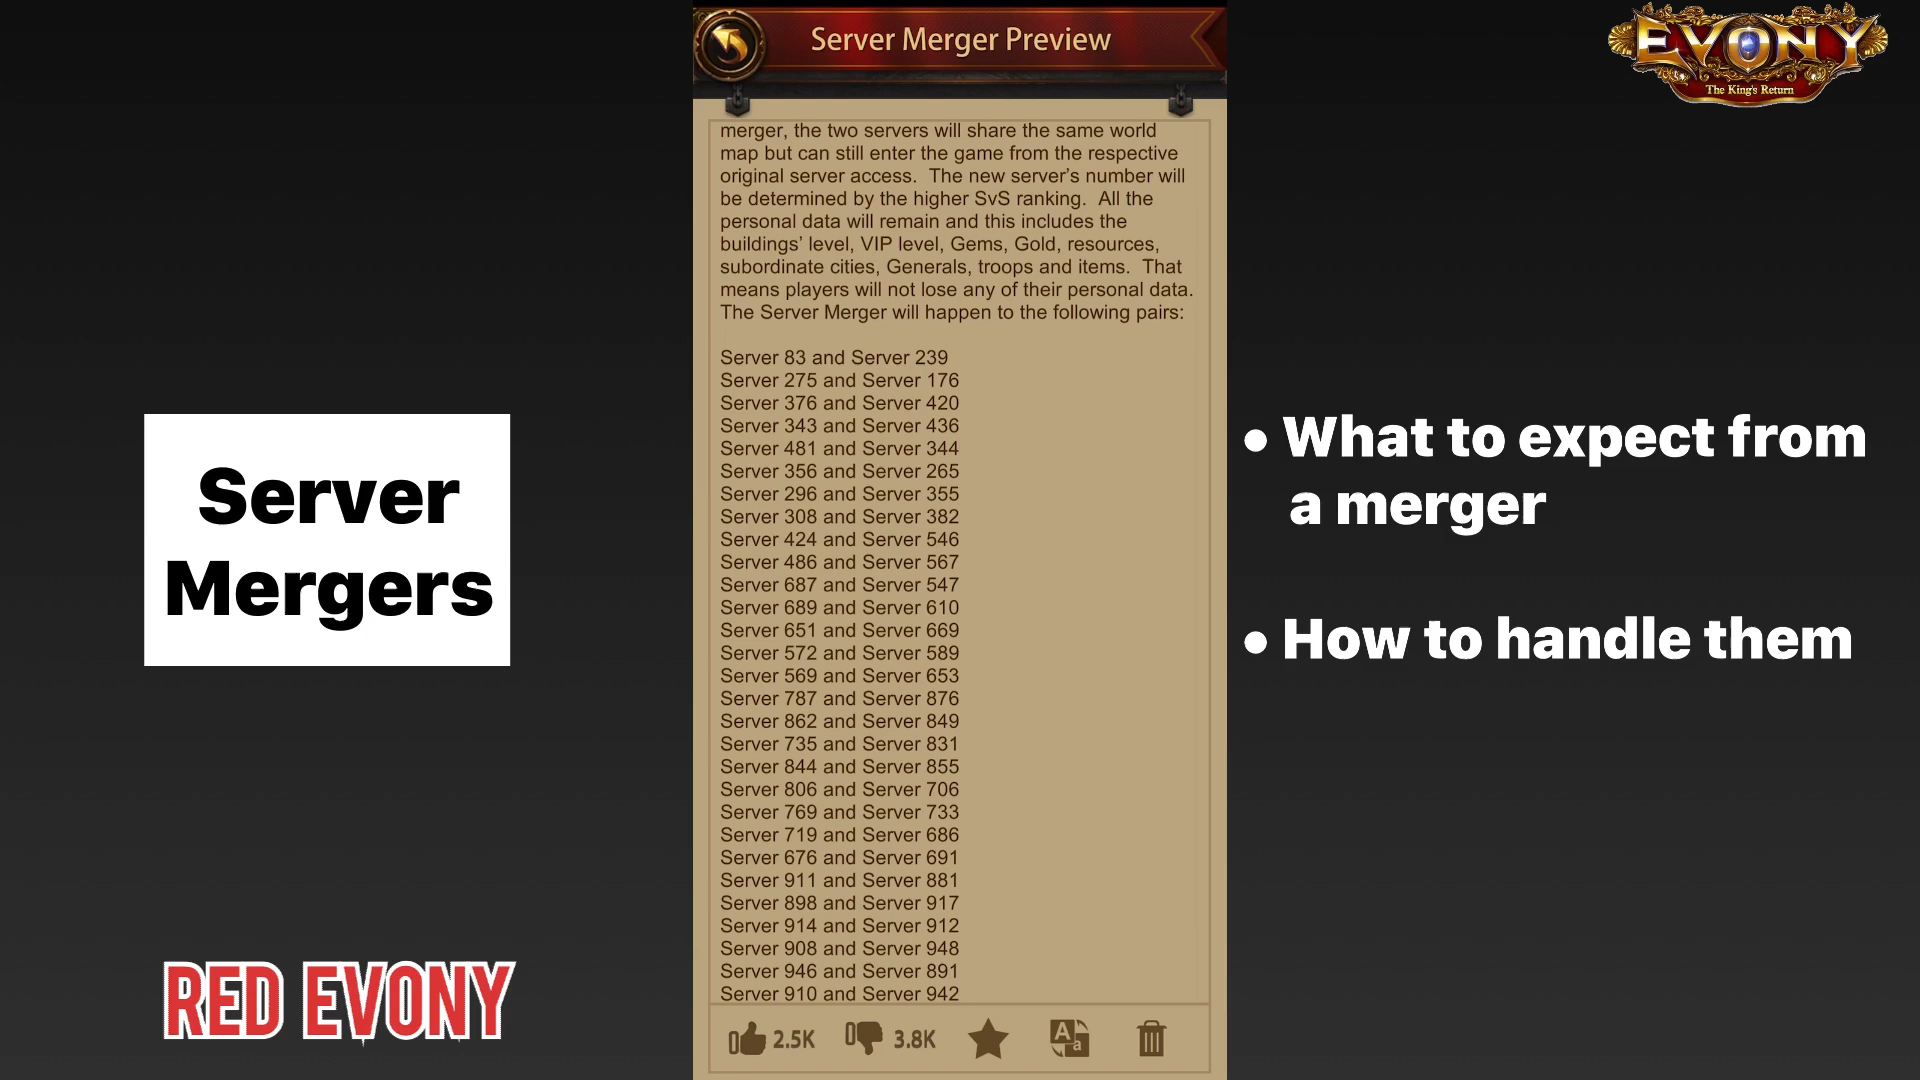 Server Merger Preview
EVONY
The King's Return
merger, the two servers will share the same world
map but can still enter the game from the respective
original server access.  The new server's number will
be determined by the higher SvS ranking.  All the
personal data will remain and this includes the
buildings' level, VIP level, Gems, Gold, resources,
subordinate cities, Generals, troops and items.  That
means players will not lose any of their personal data.
The Server Merger will happen to the following pairs:
Server 83 and Server 239
Server 275 and Server 176
Server 376 and Server 420
Server 343 and Server 436
Server 481 and Server 344
Server 356 and Server 265
Server 296 and Server 355
Server 308 and Server 382
Server 424 and Server 546
Server 486 and Server 567
Server 687 and Server 547
Server 689 and Server 610
Server 651 and Server 669
Server 572 and Server 589
Server 569 and Server 653
Server 787 and Server 876
Server 862 and Server 849
Server 735 and Server 831
Server 844 and Server 855
Server 806 and Server 706
Server 769 and Server 733
Server 719 and Server 686
Server 676 and Server 691
Server 911 and Server 881
Server 898 and Server 917
Server 914 and Server 912
Server 908 and Server 948
Server 946 and Server 891
Server 910 and Server 942
2.5K 3.8K A a
Server
Mergers
• What to expect from
a merger
• How to handle them
RED EVONY